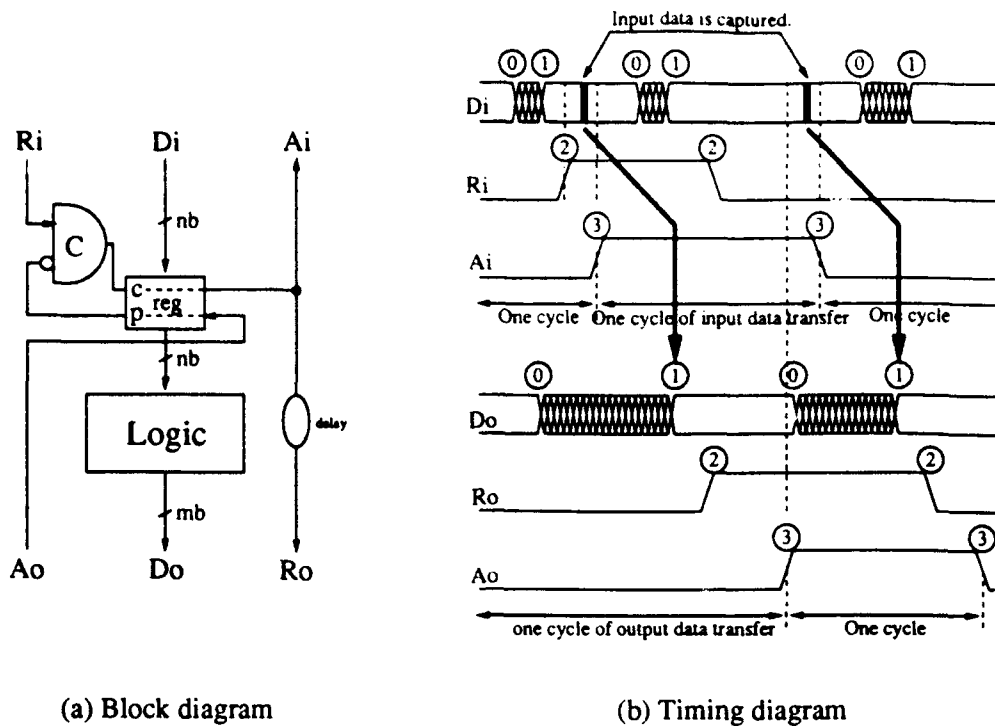 Ri Di Ai
nb
C
c
reg
p
nb
Logic
delay
mb
Ao Do Ro
(a) Block diagram
Input data is captured.
0 1 0 1 0 1
Di
2 2
Ri
3 3
Ai
One cycle One cycle of input data transfer One cycle
0 1 0 1
Do
2 2
Ro
3 3
Ao
one cycle of output data transfer One cycle
(b) Timing diagram